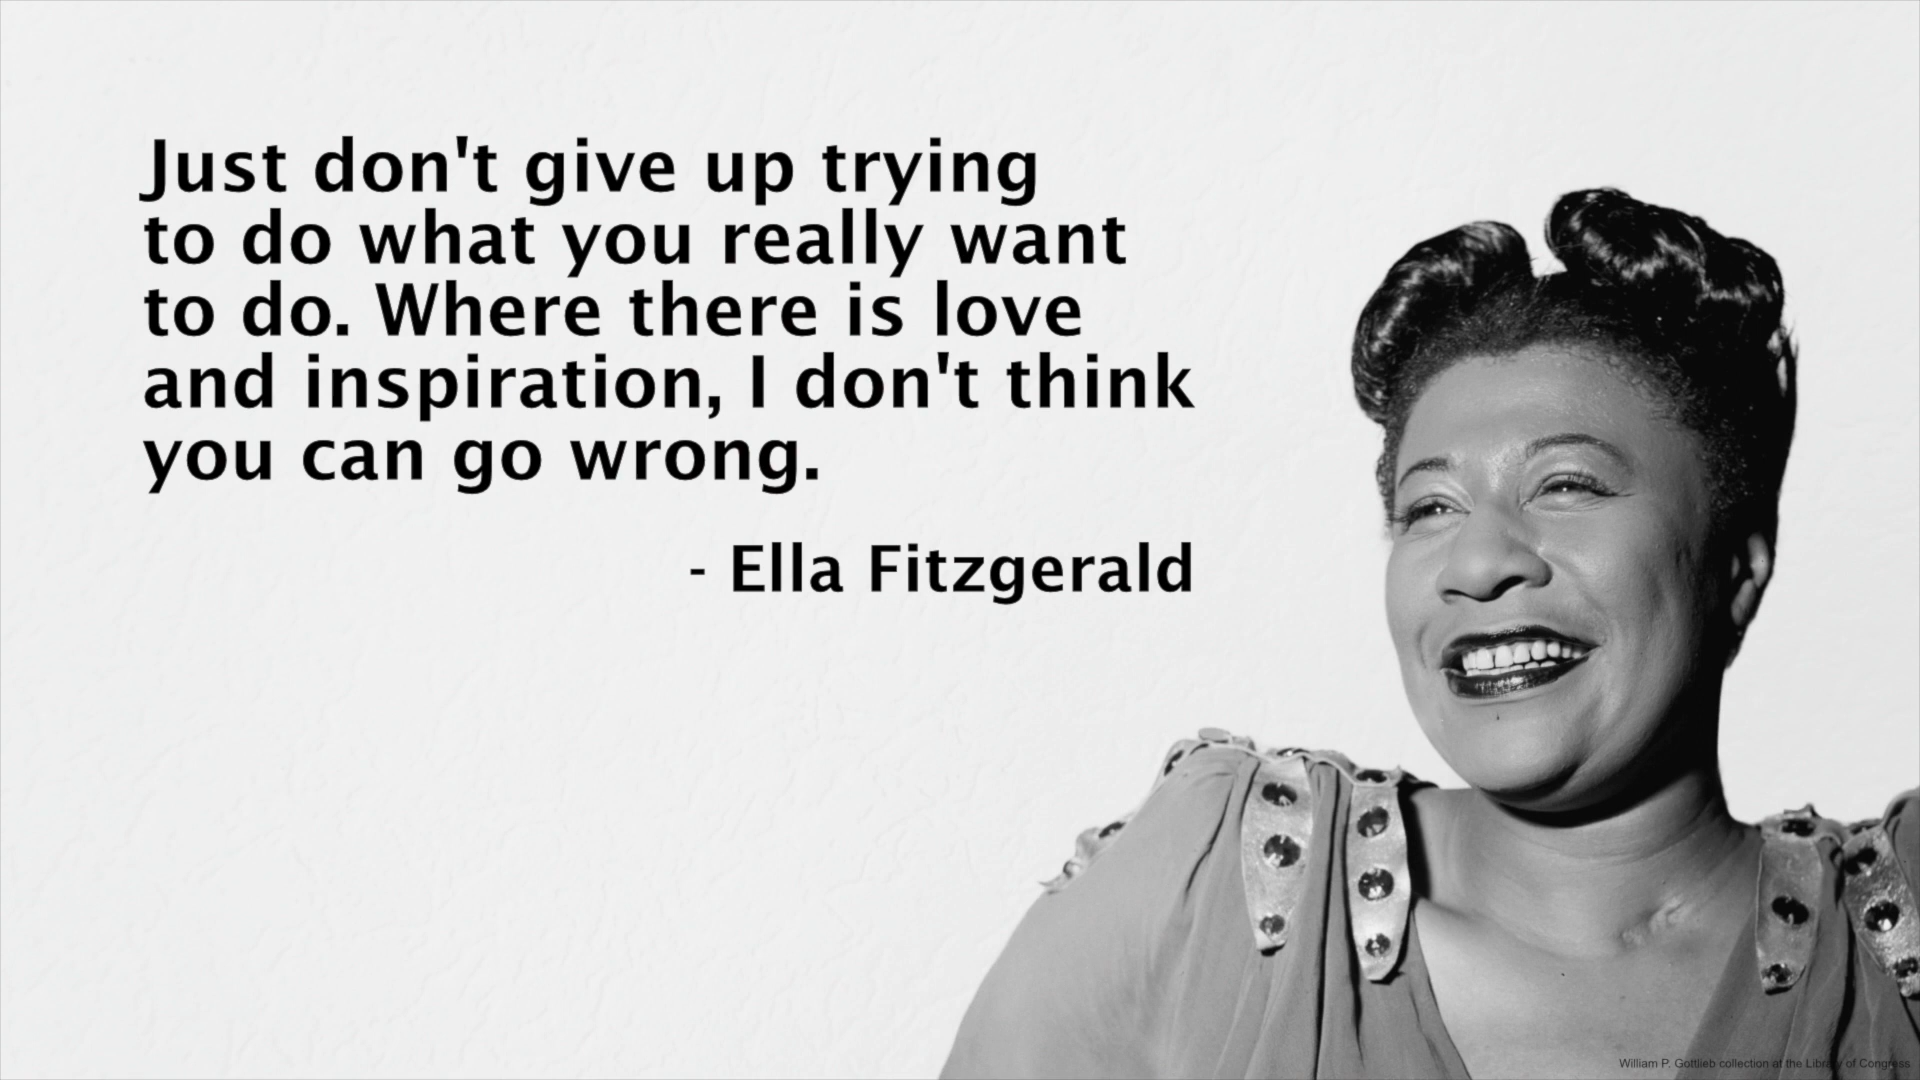 Just don't give up trying
to do what you really want
to do. Where there is love
and inspiration, I don't think
you can go wrong.
- Ella Fitzgerald
William P. Gottlieb collection at the Library of Congress